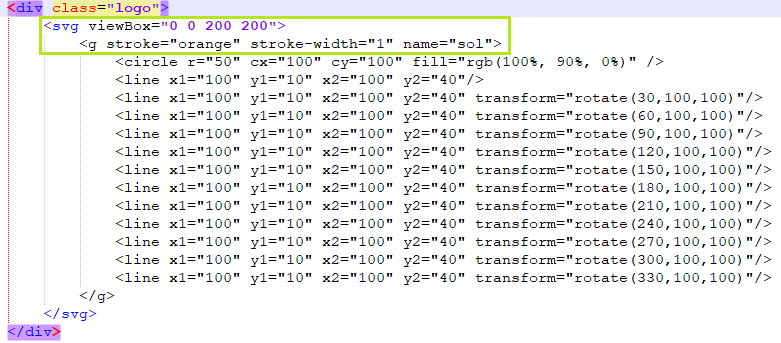 <div class="logo">
<svg viewBox="0 0 200 200">
<g stroke="orange" stroke-width="1" name="sol">
<circle r="50" cx="100" cy="100" fill="rgb(100%, 90%, 0%)" />
<line x1="100" y1="10" x2="100" y2="40"/>
<line x1="100" y1="10" x2="100" y2="40" transform="rotate(30,100,100)"/>
<line x1="100" y1="10" x2="100" y2="40" transform="rotate(60,100,100)"/>
<line x1="100" y1="10" x2="100" y2="40" transform="rotate(90,100,100)"/>
<line x1="100" y1="10" x2="100" y2="40" transform="rotate(120,100,100)"/>
<line x1="100" y1="10" x2="100" y2="40" transform="rotate(150,100,100)"/>
<line x1="100" y1="10" x2="100" y2="40" transform="rotate(180,100,100)"/>
<line x1="100" y1="10" x2="100" y2="40" transform="rotate(210,100,100)"/>
<line x1="100" y1="10" x2="100" y2="40" transform="rotate(240,100,100)"/>
<line x1="100" y1="10" x2="100" y2="40" transform="rotate(270,100,100)"/>
<line x1="100" y1="10" x2="100" y2="40" transform="rotate(300,100,100)"/>
<line x1="100" y1="10" x2="100" y2="40" transform="rotate(330,100,100)"/>
</g>
</svg>
</div>